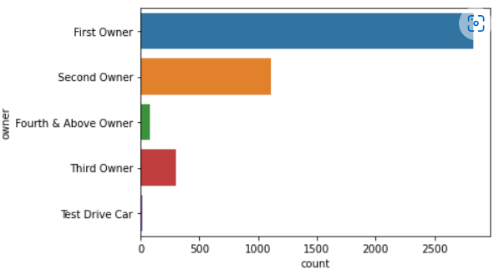 First Owner
Second Owner
Fourth & Above Owner
Third Owner
Test Drive Car
owner
0 500 1000 1500 2000 2500
count